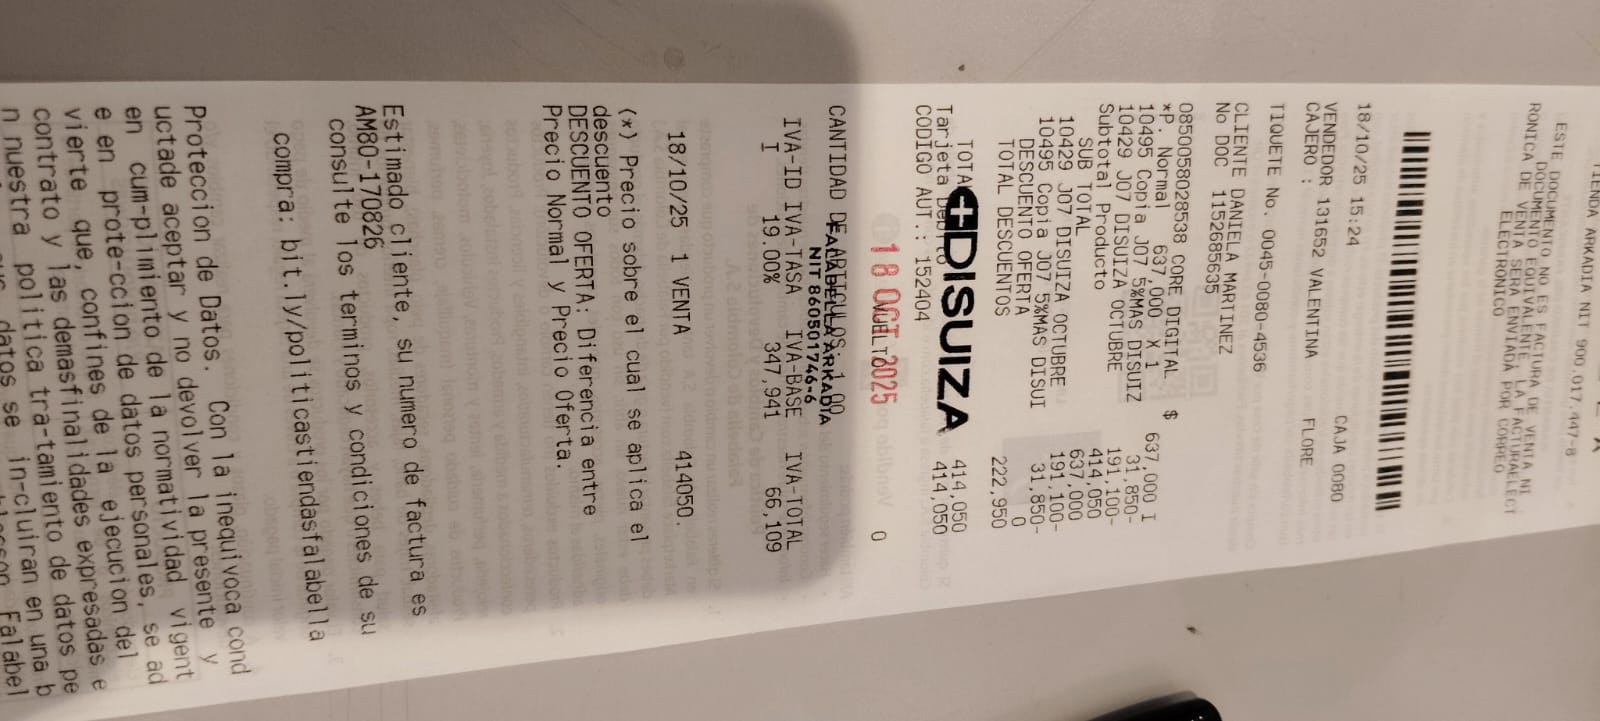 TIENDA ARKADIA NIT 900.017.447-8
ESTE DOCUMENTO NO ES FACTURA DE VENTA NI
DOCUMENTO EQUIVALENTE, LA FACTURAELECT
RONICA DE VENTA SERA ENVIADA POR CORREO
ELECTRONICO
18/10/25 15:24 CAJA 0080
VENDEDOR 131652 VALENTINA FLORE
CAJERO :
TIQUETE No. 0045-0080-4536
CLIENTE DANIELA MARTINEZ
No DOC 1152685635
0850058028538 CORE DIGITAL $ 637,000 I
*P. Normal 637,000 X 1
10495 Copia J07 5%MAS DISUIZ 31,850-
10429 J07 DISUIZA OCTUBRE 191,100-
Subtotal Producto 414,050
SUB TOTAL 637,000
10429 J07 DISUIZA OCTUBRE 191,100-
10495 Copia J07 5%MAS DISUI 31,850-
DESCUENTO OFERTA 0
TOTAL DESCUENTOS 222,950
TOTAL 414,050
DISUIZA
Tarjeta Debito 414,050
CODIGO AUT.: 152404
VUELTO 0
18 OCT 2025
CANTIDAD DE ARTICULOS: 1.00
FALABELLA ARKADIA
NIT 860501746-6
IVA-ID IVA-TASA IVA-BASE IVA-TOTAL
I 19.00% 347,941 66,109
18/10/25 1 VENTA 414050.
(*) Precio sobre el cual se aplica el
descuento
DESCUENTO OFERTA: Diferencia entre
Precio Normal y Precio Oferta.
Estimado cliente, su numero de factura es
AM80-170826
consulte los terminos y condiciones de su
compra: bit.ly/politicastiendasfalabella
Proteccion de Datos. Con la inequivoca cond
uctade aceptar y no devolver la presente y
en cum-plimiento de la normatividad vigent
e en prote-ccion de datos personales, se ad
vierte que, confines de la ejecucion del
contrato y las demasfinalidades expresadas e
n nuestra politica tra-tamiento de datos pe
datos se in-cluiran en una b
Falabel